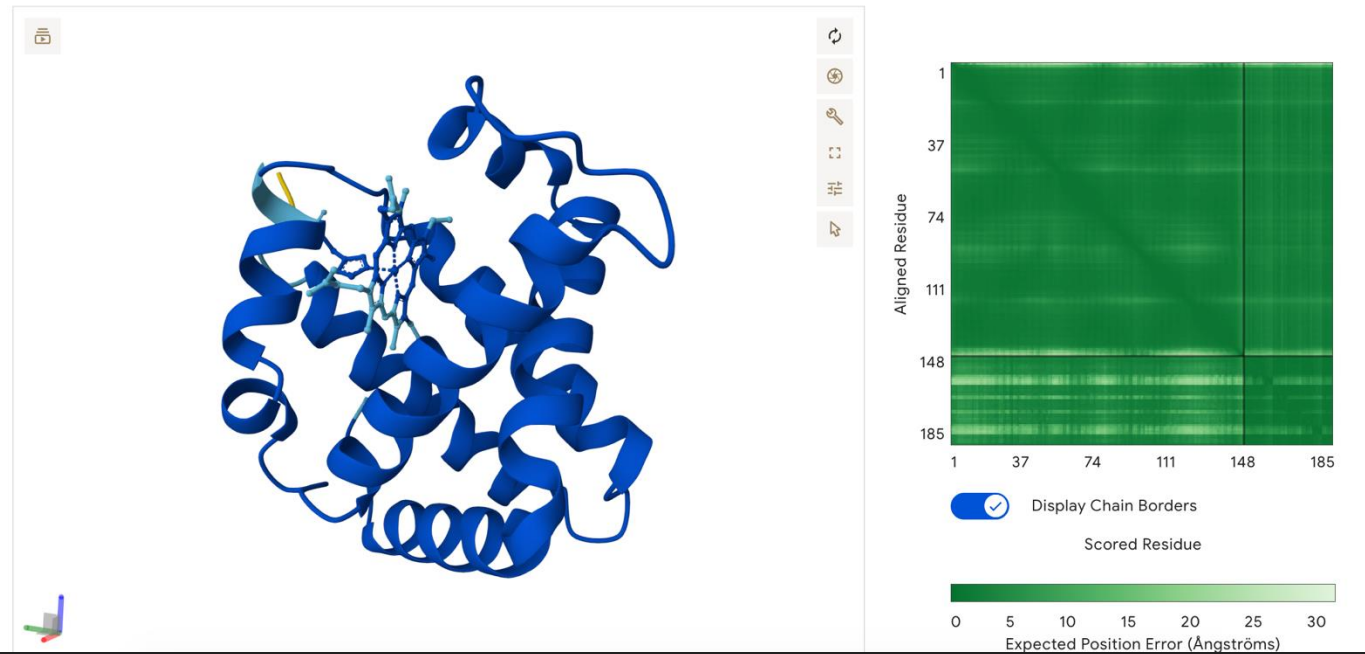 1
37
74
111
148
185
Aligned Residue
1 37 74 111 148 185
Display Chain Borders
Scored Residue
0 5 10 15 20 25 30
Expected Position Error (Ångströms)